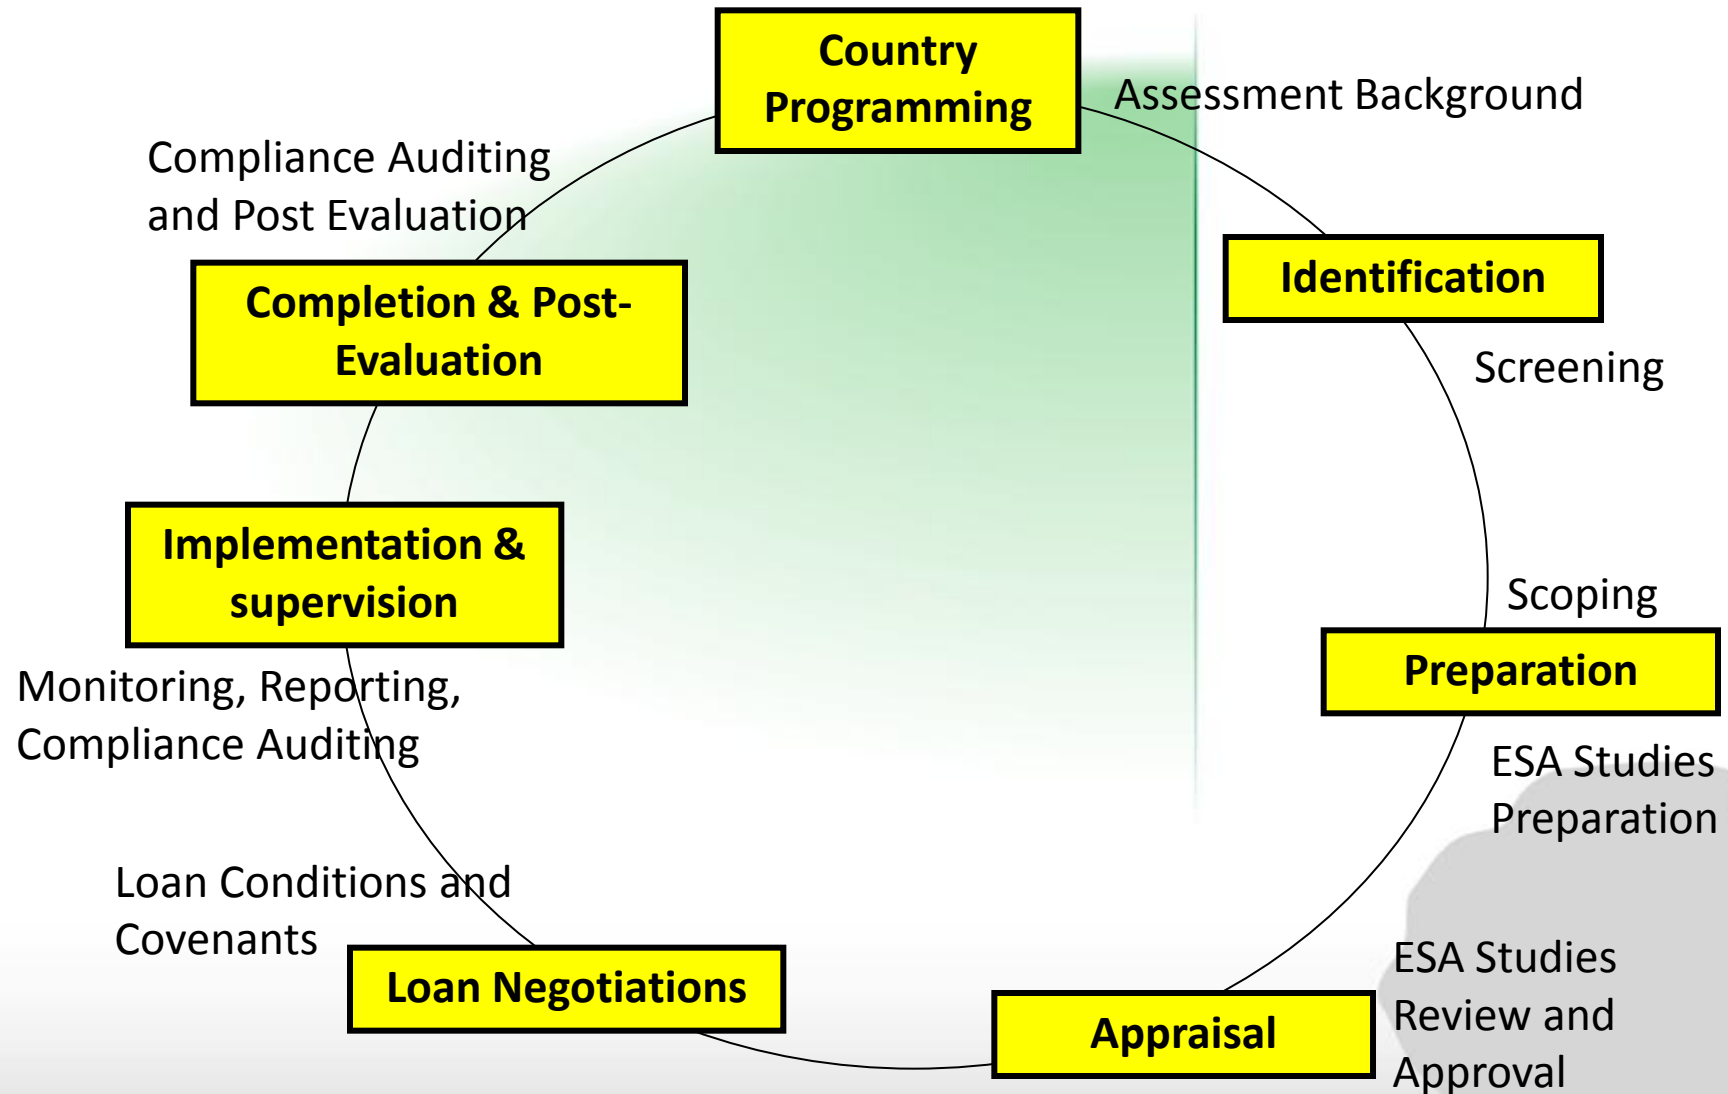 Country
Programming
Assessment Background
Compliance Auditing
and Post Evaluation
Identification
Completion & Post-
Evaluation
Screening
Implementation &
supervision
Scoping
Preparation
Monitoring, Reporting,
Compliance Auditing
ESA Studies
Preparation
Loan Conditions and
Covenants
Loan Negotiations
ESA Studies
Review and
Approval
Appraisal